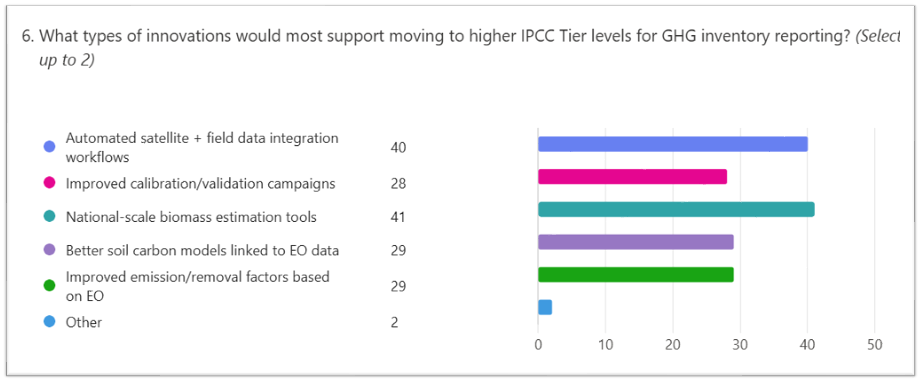 6. What types of innovations would most support moving to higher IPCC Tier levels for GHG inventory reporting? (Select
up to 2)
Automated satellite + field data integration
workflows
40
Improved calibration/validation campaigns 28
National-scale biomass estimation tools 41
Better soil carbon models linked to EO data 29
Improved emission/removal factors based
on EO
29
Other 2
0 10 20 30 40 50